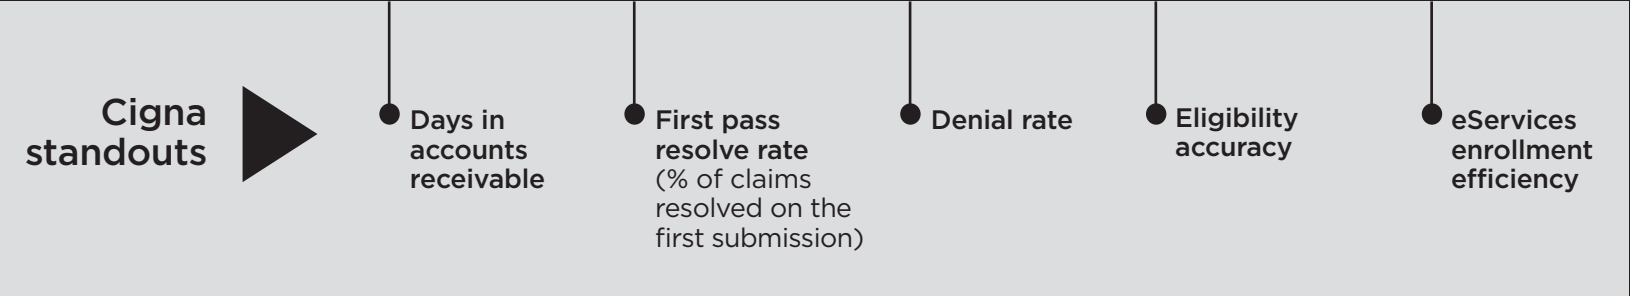 Cigna
standouts
Days in
accounts
receivable
First pass
resolve rate
(% of claims
resolved on the
first submission)
Denial rate
Eligibility
accuracy
eServices
enrollment
efficiency